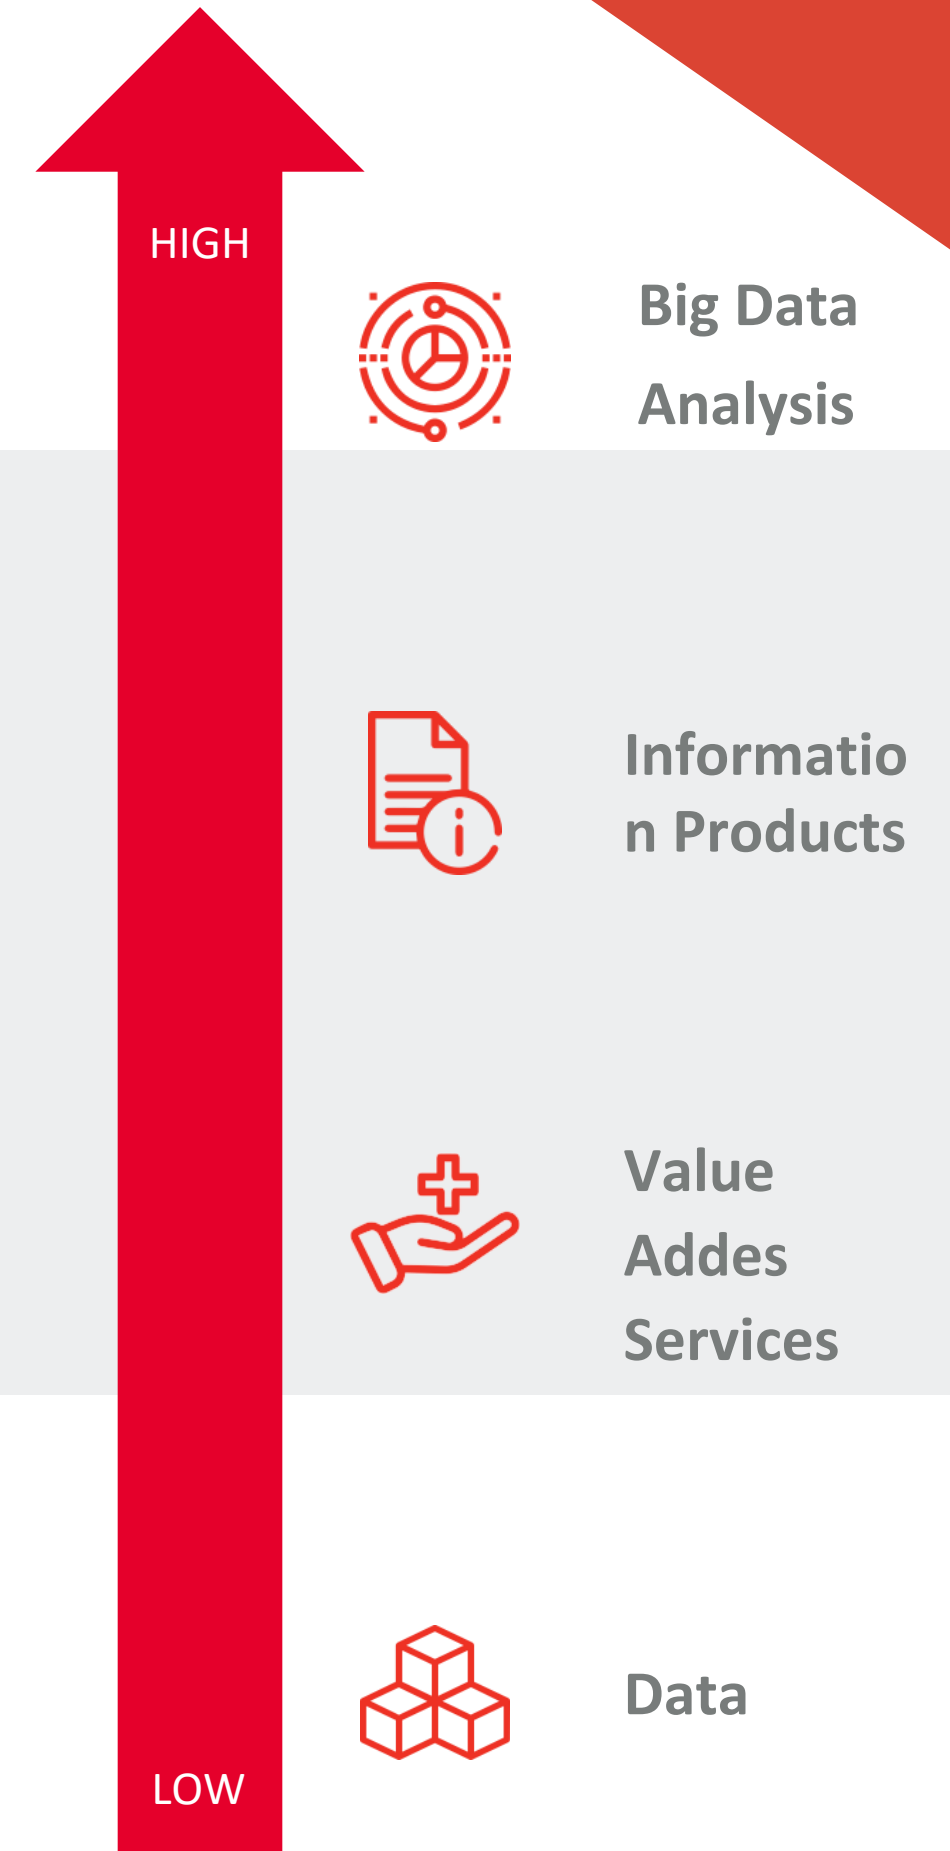 HIGH
Big Data
Analysis
Informatio
n Products
Value
Addes
Services
Data
LOW